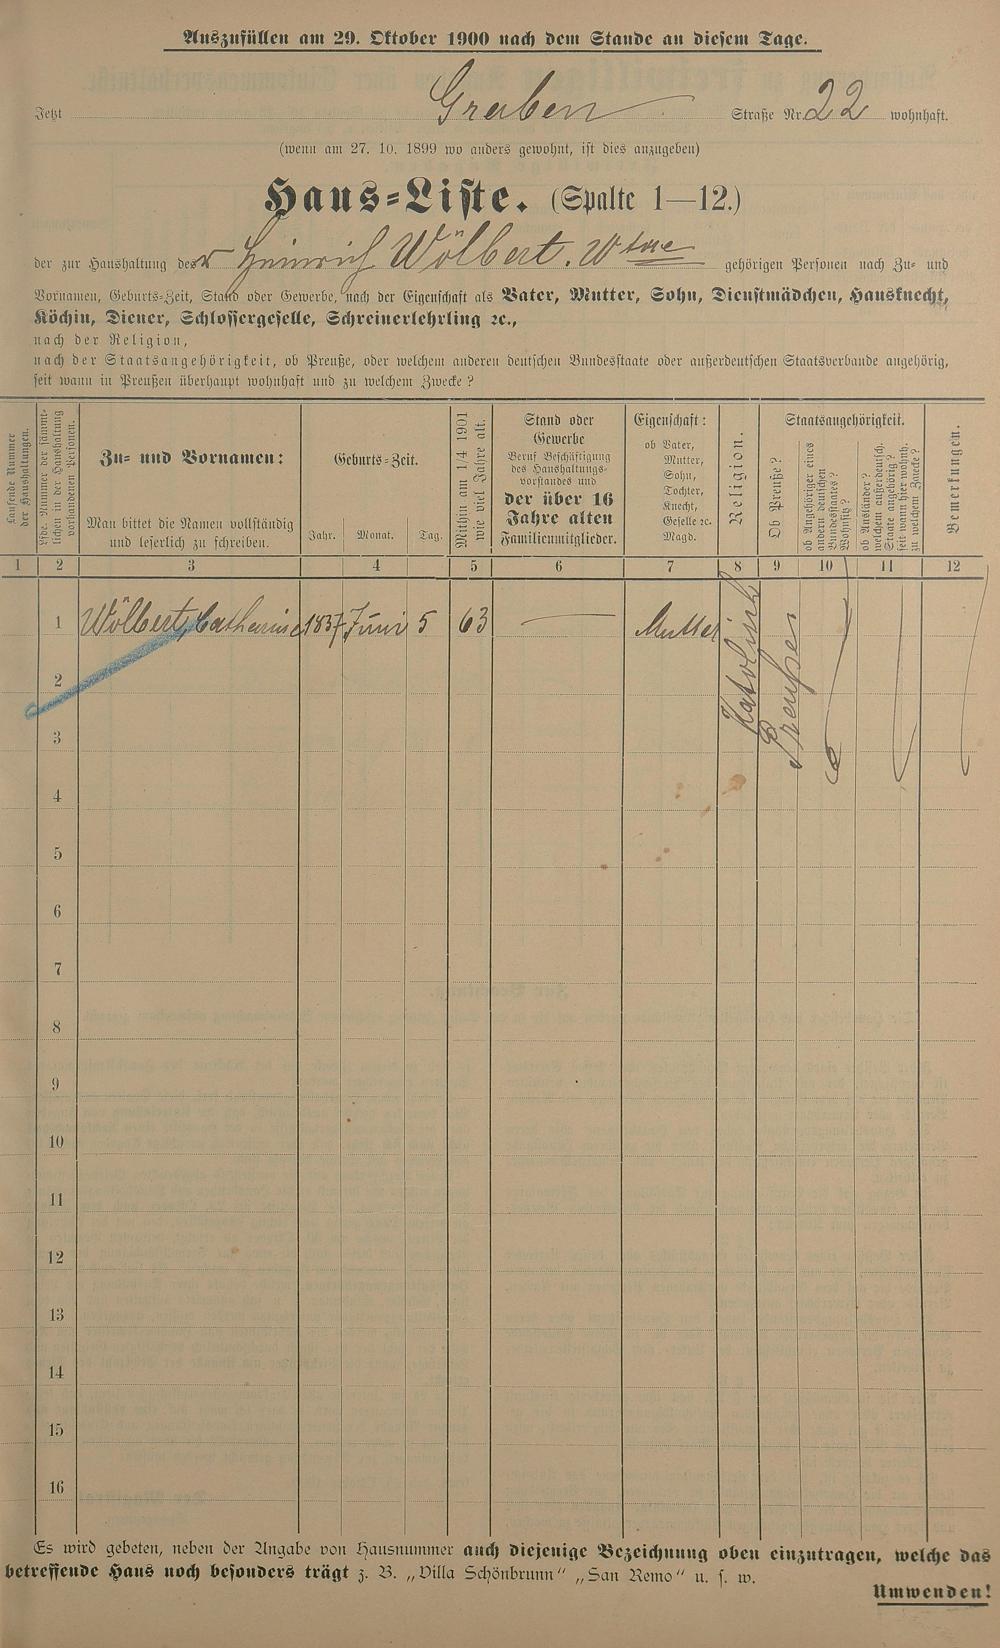 Auszufüllen am 29. Oktober 1900 nach dem Stande an diesem Tage.
Jetzt Graben Straße Nr. 22 wohnhaft.
(wenn am 27. 10. 1899 wo anders gewohnt, ist dies anzugeben)
Haus-Liste. (Spalte 1—12.)
der zur Haushaltung des r Heinrich Wölbert. Wtwe gehörigen Personen nach Zu- und
Vornamen, Geburts-Zeit, Stand oder Gewerbe, nach der Eigenschaft als Vater, Mutter, Sohn, Dienstmädchen, Hausknecht,
Köchin, Diener, Schlossergeselle, Schreinerlehrling ꝛc.,
nach der Religion,
nach der Staatsangehörigkeit, ob Preuße, oder welchem anderen deutschen Bundesstaate oder außerdeutschen Staatsverbande angehörig,
seit wann in Preußen überhaupt wohnhaft und zu welchem Zwecke?
Laufende Nummer
der Haushaltungen.
Lfde. Nummer der sämmt-
lichen in der Haushaltung
vorhandenen Personen.
Zu- und Vornamen:
Man bittet die Namen vollständig
und leserlich zu schreiben.
Geburts-Zeit.
Jahr. Monat. Tag.
Mithin am 1/4 1901
wie viel Jahre alt.
Stand oder
Gewerbe
Beruf Beschäftigung
des Haushaltungs-
vorstandes und
der über 16
Jahre alten
Familienmitglieder.
Eigenschaft:
ob Vater,
Mutter,
Sohn,
Tochter,
Knecht,
Geselle ꝛc.
Magd.
Religion.
Staatsangehörigkeit.
Ob Preuße?
ob Angehöriger eines
andern deutschen
Bundesstaates?
Wohnsitz?
ob Ausländer?
welchem außerdeutsch.
Staate angehörig?
seit wann hier wohnh.
zu welchem Zwecke?
Bemerkungen.
1 2 3 4 5 6 7 8 9 10 11 12
1 Wölbert, Catharine 1837 Juni 5 63 — Mutter Katolisch Preußen
2
3
4
5
6
7
8
9
10
11
12
13
14
15
16
Es wird gebeten, neben der Angabe von Hausnummer auch diejenige Bezeichnung oben einzutragen, welche das
betreffende Haus noch besonders trägt z. B. „Villa Schönbrunn" „San Remo" u. s. w.
Umwenden!